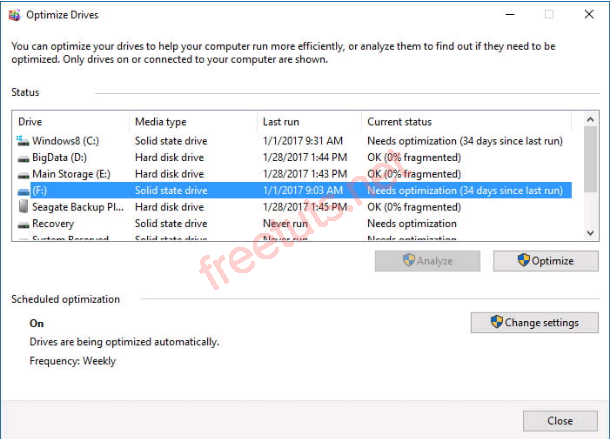 Optimize Drives
You can optimize your drives to help your computer run more efficiently, or analyze them to find out if they need to be
optimized. Only drives on or connected to your computer are shown.
Status
Drive Media type Last run Current status
Windows8 (C:) Solid state drive 1/1/2017 9:31 AM Needs optimization (34 days since last run)
BigData (D:) Hard disk drive 1/28/2017 1:44 PM OK (0% fragmented)
Main Storage (E:) Hard disk drive 1/28/2017 1:43 PM OK (0% fragmented)
(F:) Solid state drive 1/1/2017 9:03 AM Needs optimization (34 days since last run)
Seagate Backup Pl... Hard disk drive 1/28/2017 1:45 PM OK (0% fragmented)
Recovery Solid state drive Never run Needs optimization
System Reserved Solid state drive Never run Needs optimization
freetuts.net
Analyze Optimize
Scheduled optimization
On Change settings
Drives are being optimized automatically.
Frequency: Weekly
Close